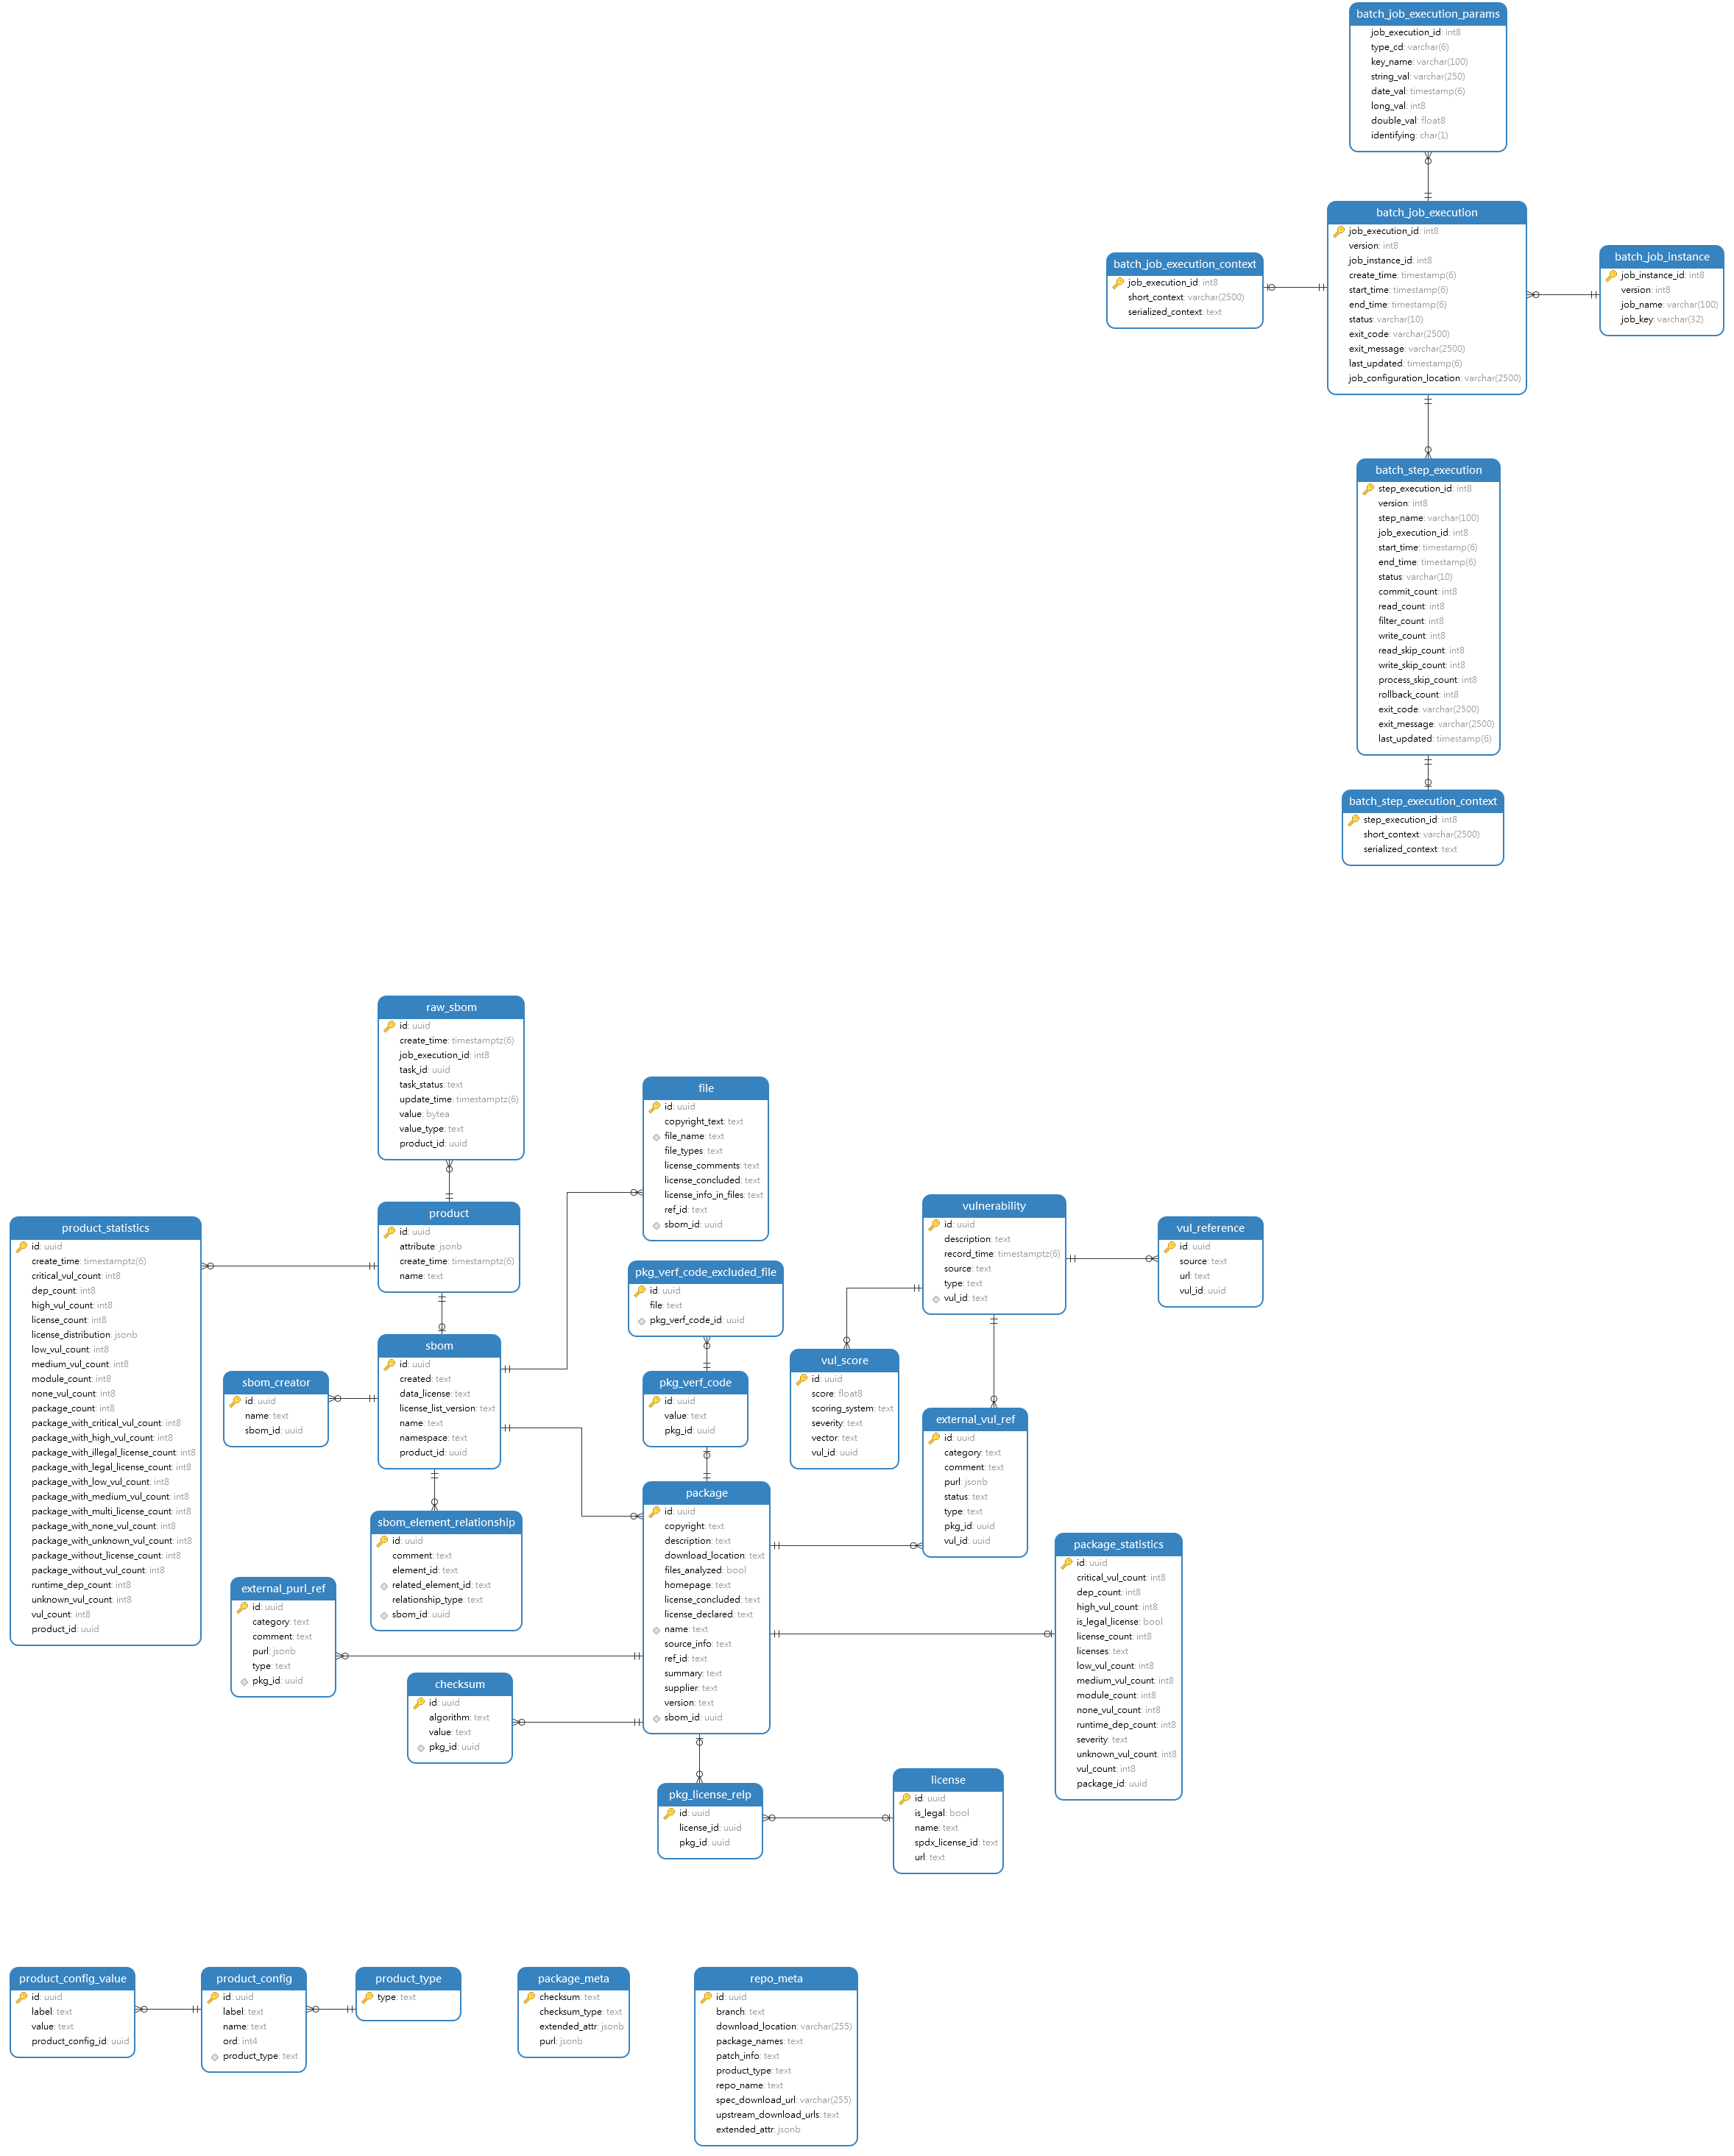 batch_job_execution_params
job_execution_id: int8
type_cd: varchar(6)
key_name: varchar(100)
string_val: varchar(250)
date_val: timestamp(6)
long_val: int8
double_val: float8
identifying: char(1)
batch_job_execution
job_execution_id: int8
version: int8
job_instance_id: int8
create_time: timestamp(6)
start_time: timestamp(6)
end_time: timestamp(6)
status: varchar(10)
exit_code: varchar(2500)
exit_message: varchar(2500)
last_updated: timestamp(6)
job_configuration_location: varchar(2500)
batch_job_execution_context
job_execution_id: int8
short_context: varchar(2500)
serialized_context: text
batch_job_instance
job_instance_id: int8
version: int8
job_name: varchar(100)
job_key: varchar(32)
batch_step_execution
step_execution_id: int8
version: int8
step_name: varchar(100)
job_execution_id: int8
start_time: timestamp(6)
end_time: timestamp(6)
status: varchar(10)
commit_count: int8
read_count: int8
filter_count: int8
write_count: int8
read_skip_count: int8
write_skip_count: int8
process_skip_count: int8
rollback_count: int8
exit_code: varchar(2500)
exit_message: varchar(2500)
last_updated: timestamp(6)
batch_step_execution_context
step_execution_id: int8
short_context: varchar(2500)
serialized_context: text
raw_sbom
id: uuid
create_time: timestamptz(6)
job_execution_id: int8
task_id: uuid
task_status: text
update_time: timestamptz(6)
value: bytea
value_type: text
product_id: uuid
file
id: uuid
copyright_text: text
file_name: text
file_types: text
license_comments: text
license_concluded: text
license_info_in_files: text
ref_id: text
sbom_id: uuid
product
id: uuid
attribute: jsonb
create_time: timestamptz(6)
name: text
product_statistics
id: uuid
create_time: timestamptz(6)
critical_vul_count: int8
dep_count: int8
high_vul_count: int8
license_count: int8
license_distribution: jsonb
low_vul_count: int8
medium_vul_count: int8
module_count: int8
none_vul_count: int8
package_count: int8
package_with_critical_vul_count: int8
package_with_high_vul_count: int8
package_with_illegal_license_count: int8
package_with_legal_license_count: int8
package_with_low_vul_count: int8
package_with_medium_vul_count: int8
package_with_multi_license_count: int8
package_with_none_vul_count: int8
package_with_unknown_vul_count: int8
package_without_license_count: int8
package_without_vul_count: int8
runtime_dep_count: int8
unknown_vul_count: int8
vul_count: int8
product_id: uuid
vulnerability
id: uuid
description: text
record_time: timestamptz(6)
source: text
type: text
vul_id: text
vul_reference
id: uuid
source: text
url: text
vul_id: uuid
pkg_verf_code_excluded_file
id: uuid
file: text
pkg_verf_code_id: uuid
sbom
id: uuid
created: text
data_license: text
license_list_version: text
name: text
namespace: text
product_id: uuid
vul_score
id: uuid
score: float8
scoring_system: text
severity: text
vector: text
vul_id: uuid
sbom_creator
id: uuid
name: text
sbom_id: uuid
pkg_verf_code
id: uuid
value: text
pkg_id: uuid
external_vul_ref
id: uuid
category: text
comment: text
purl: jsonb
status: text
type: text
pkg_id: uuid
vul_id: uuid
package
id: uuid
copyright: text
description: text
download_location: text
files_analyzed: bool
homepage: text
license_concluded: text
license_declared: text
name: text
source_info: text
ref_id: text
summary: text
supplier: text
version: text
sbom_id: uuid
sbom_element_relationship
id: uuid
comment: text
element_id: text
related_element_id: text
relationship_type: text
sbom_id: uuid
package_statistics
id: uuid
critical_vul_count: int8
dep_count: int8
high_vul_count: int8
is_legal_license: bool
license_count: int8
licenses: text
low_vul_count: int8
medium_vul_count: int8
module_count: int8
none_vul_count: int8
runtime_dep_count: int8
severity: text
unknown_vul_count: int8
vul_count: int8
package_id: uuid
external_purl_ref
id: uuid
category: text
comment: text
purl: jsonb
type: text
pkg_id: uuid
checksum
id: uuid
algorithm: text
value: text
pkg_id: uuid
pkg_license_relp
id: uuid
license_id: uuid
pkg_id: uuid
license
id: uuid
is_legal: bool
name: text
spdx_license_id: text
url: text
product_config_value
id: uuid
label: text
value: text
product_config_id: uuid
product_config
id: uuid
label: text
name: text
ord: int4
product_type: text
product_type
type: text
package_meta
checksum: text
checksum_type: text
extended_attr: jsonb
purl: jsonb
repo_meta
id: uuid
branch: text
download_location: varchar(255)
package_names: text
patch_info: text
product_type: text
repo_name: text
spec_download_url: varchar(255)
upstream_download_urls: text
extended_attr: jsonb